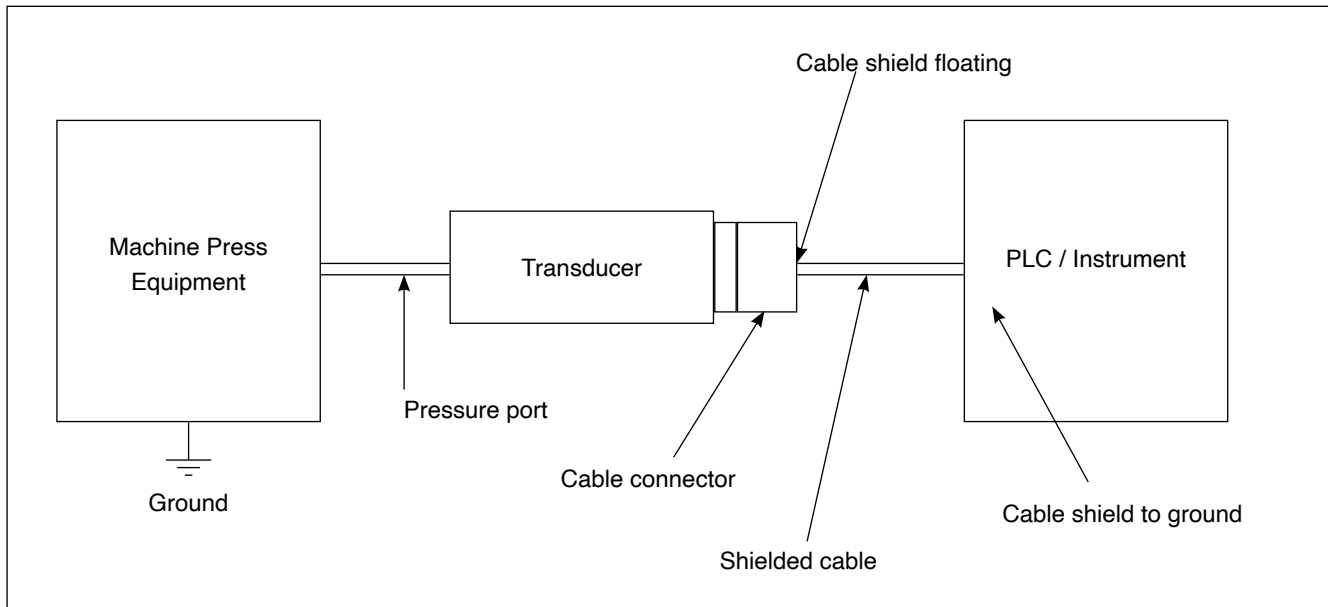 Cable shield floating
Machine Press
Equipment
Transducer
PLC / Instrument
Pressure port
Cable connector
Ground
Cable shield to ground
Shielded cable